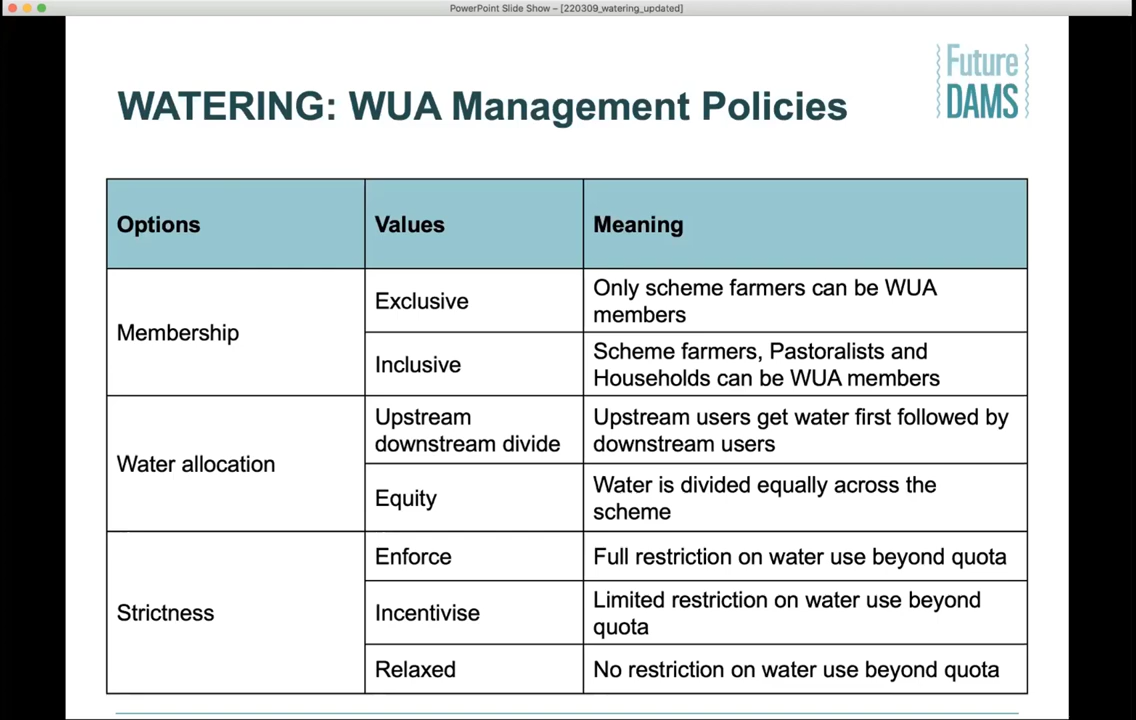 PowerPoint Slide Show – [220309_watering_updated]
Future
DAMS
WATERING: WUA Management Policies
Options
Values
Meaning
Membership
Exclusive
Only scheme farmers can be WUA
members
Inclusive
Scheme farmers, Pastoralists and
Households can be WUA members
Water allocation
Upstream
downstream divide
Upstream users get water first followed by
downstream users
Equity
Water is divided equally across the
scheme
Strictness
Enforce
Full restriction on water use beyond quota
Incentivise
Limited restriction on water use beyond
quota
Relaxed
No restriction on water use beyond quota